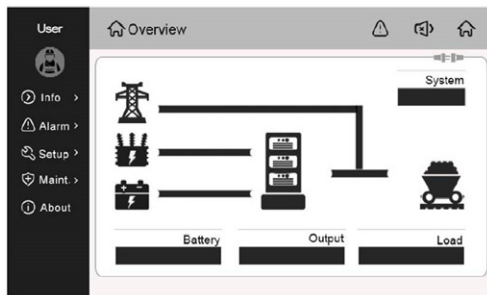 User
Overview
Info
Alarm
Setup
Maint.
About
System
Battery
Output
Load